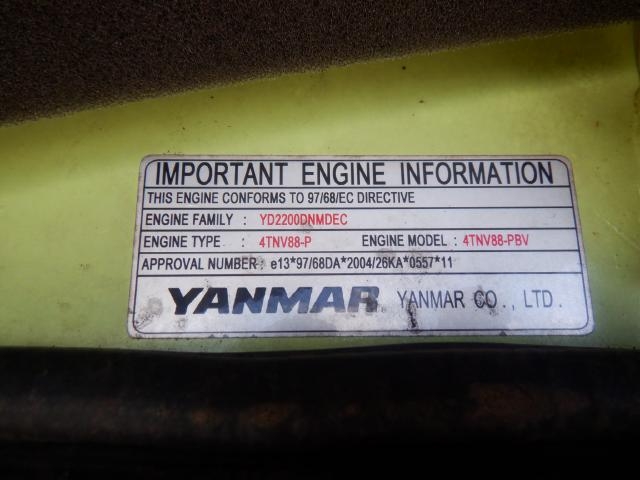 IMPORTANT ENGINE INFORMATION
THIS ENGINE CONFORMS TO 97/68/EC DIRECTIVE
ENGINE FAMILY : YD2200DNMDEC
ENGINE TYPE : 4TNV88-P ENGINE MODEL : 4TNV88-PBV
APPROVAL NUMBER : e13*97/68DA*2004/26KA*0557*11
YANMAR YANMAR CO., LTD.